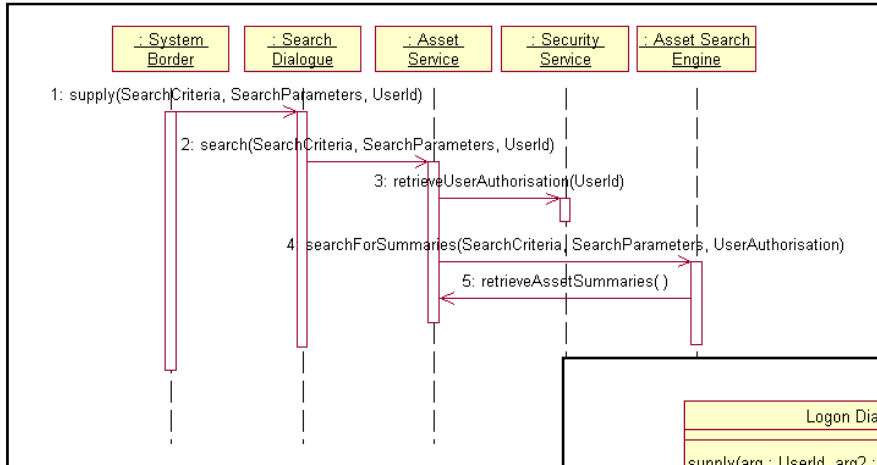 : System
Border
: Search
Dialogue
: Asset
Service
: Security
Service
: Asset Search
Engine
1: supply(SearchCriteria, SearchParameters, UserId)
2: search(SearchCriteria, SearchParameters, UserId)
3: retrieveUserAuthorisation(UserId)
4: searchForSummaries(SearchCriteria, SearchParameters, UserAuthorisation)
5: retrieveAssetSummaries( )
Logon Dia
supply(arg : UserId, arg2 :